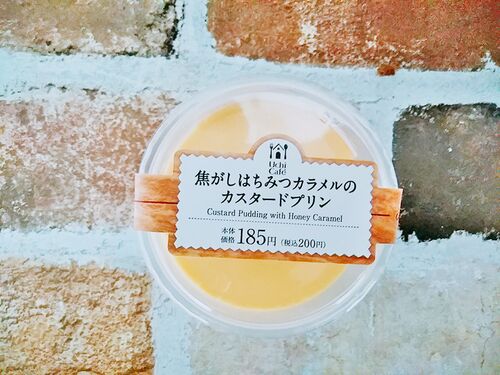 Uchi
Café
焦がしはちみつカラメルの
カスタードプリン
Custard Pudding with Honey Caramel
本体
価格 185円（税込200円）